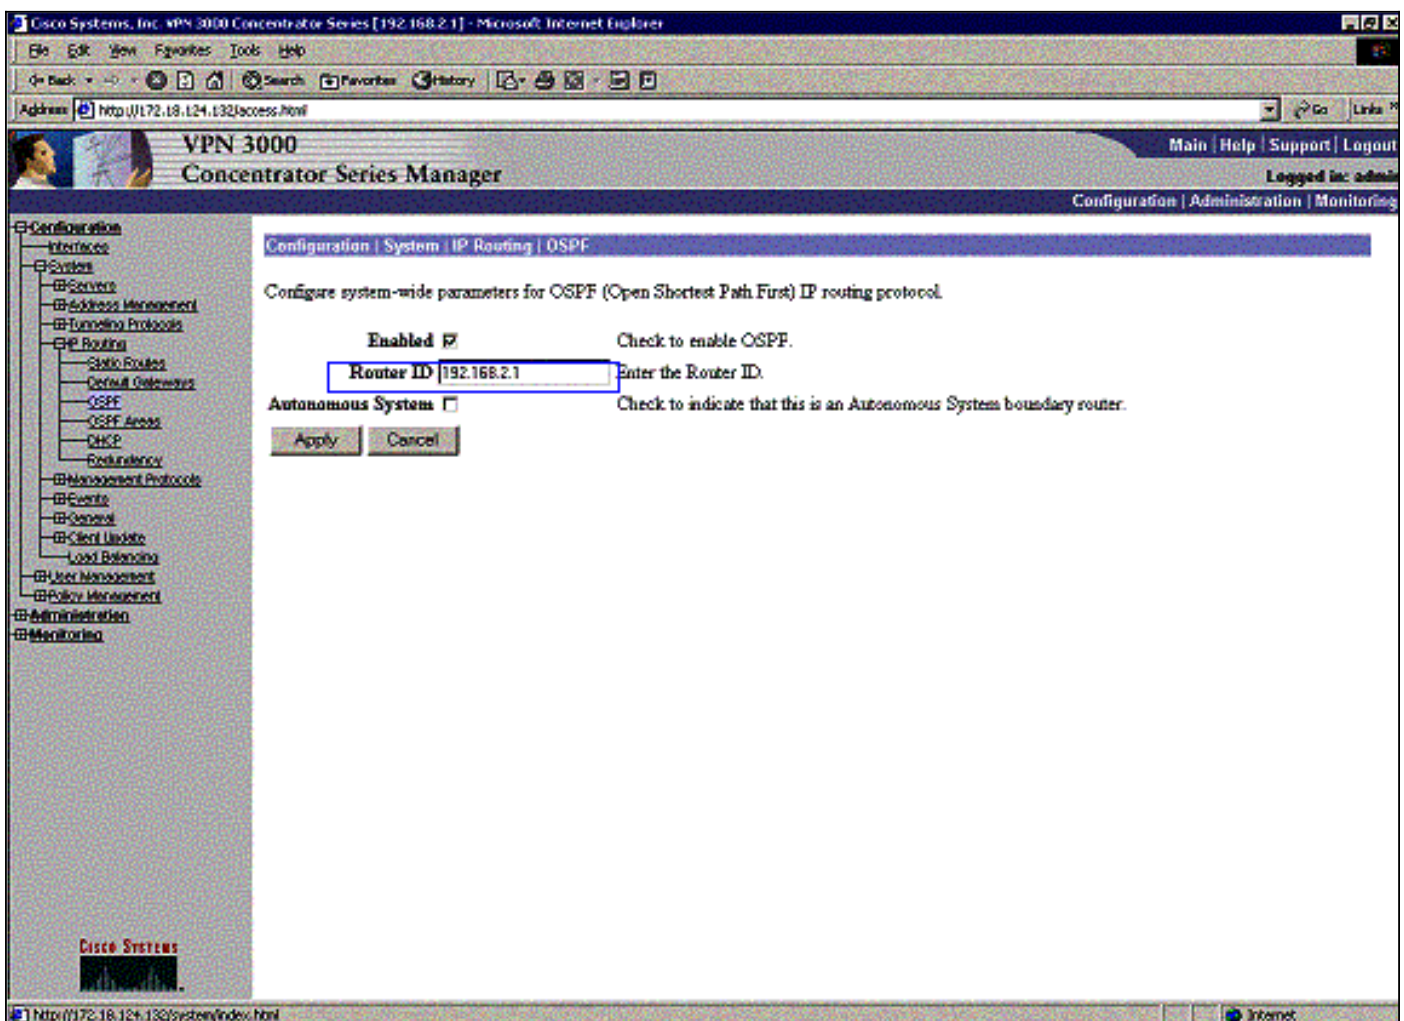 Cisco Systems, Inc. VPN 3000 Concentrator Series [192.168.2.1] - Microsoft Internet Explorer
File Edit View Favorites Tools Help
Back Search Favorites History
Address http://172.18.124.132/access.html Go Links
VPN 3000
Concentrator Series Manager
Main | Help | Support | Logout
Logged in: admin
Configuration | Administration | Monitoring
Configuration
Interfaces
System
Servers
Address Management
Tunneling Protocols
IP Routing
Static Routes
Default Gateways
OSPF
OSPF Areas
DHCP
Redundancy
Management Protocols
Events
General
Client Update
Load Balancing
User Management
Policy Management
Administration
Monitoring
Configuration | System | IP Routing | OSPF
Configure system-wide parameters for OSPF (Open Shortest Path First) IP routing protocol.
Enabled Check to enable OSPF.
Router ID 192.168.2.1 Enter the Router ID.
Autonomous System Check to indicate that this is an Autonomous System boundary router.
Apply Cancel
Cisco Systems
http://172.18.124.132/system/index.html Internet